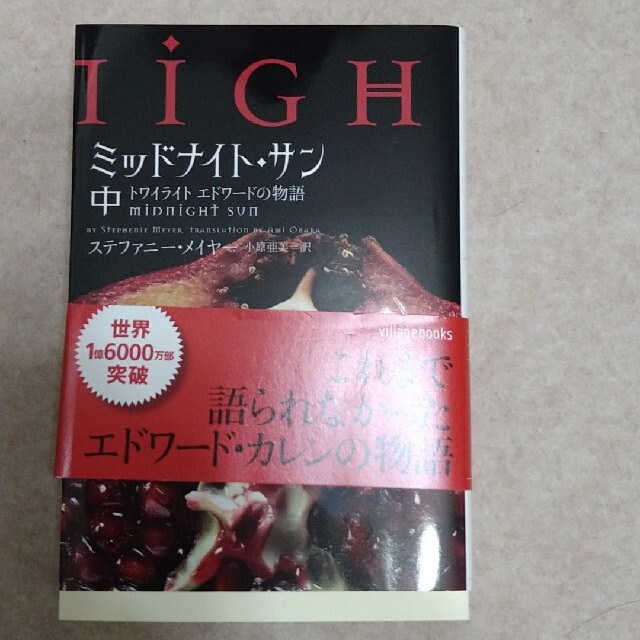 IGH
ミッドナイト・サン
中
トワイライト エドワードの物語
MIDNIGHT SUN
BY STEPHENIE MEYER TRANSLATION BY AMI OBARA
ステファニー・メイヤー 小原亜美=訳
villagebooks
世界
1億6000万部
突破
これまで
語られなかった
エドワード・カレンの物語